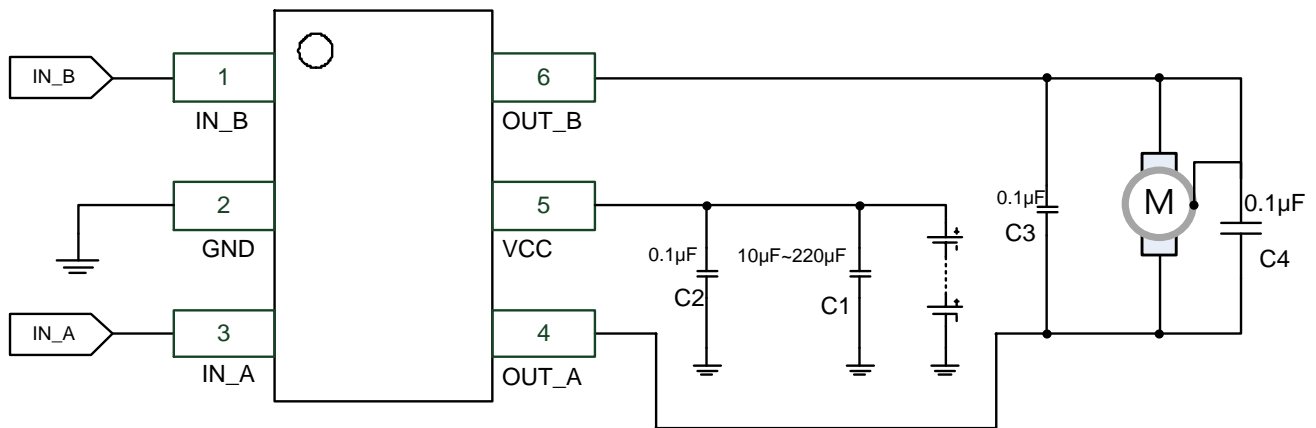 IN_B
1
IN_B
6
OUT_B
2
GND
5
VCC
IN_A
3
IN_A
4
OUT_A
0.1μF
C2
10μF~220μF
C1
0.1μF
C3
M
0.1μF
C4